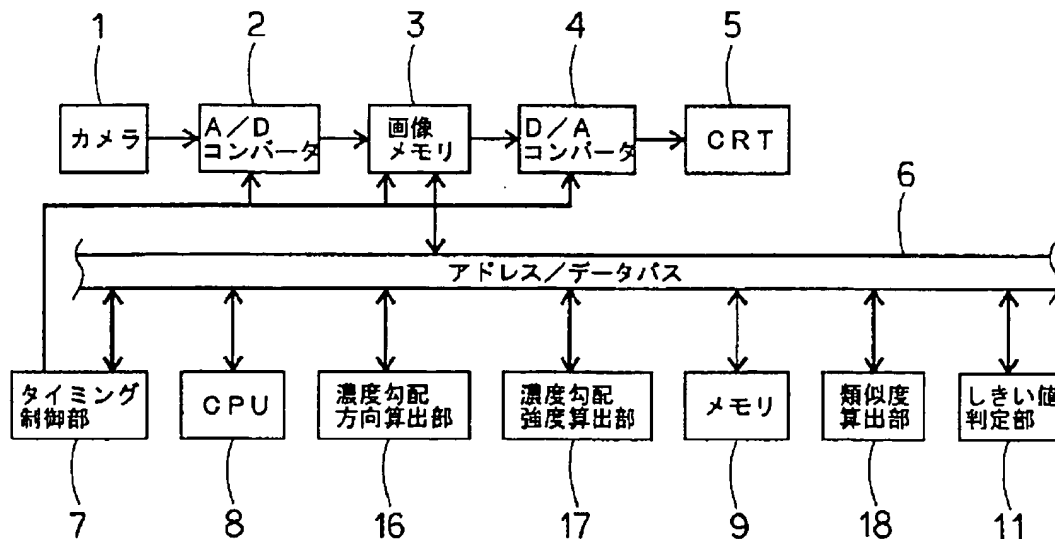 1 2 3 4 5
カメラ
A/D
コンバータ
画像
メモリ
D/A
コンバータ
CRT
6
アドレス/データバス
タイミング
制御部
CPU
濃度勾配
方向算出部
濃度勾配
強度算出部
メモリ
類似度
算出部
しきい値
判定部
7 8 16 17 9 18 11